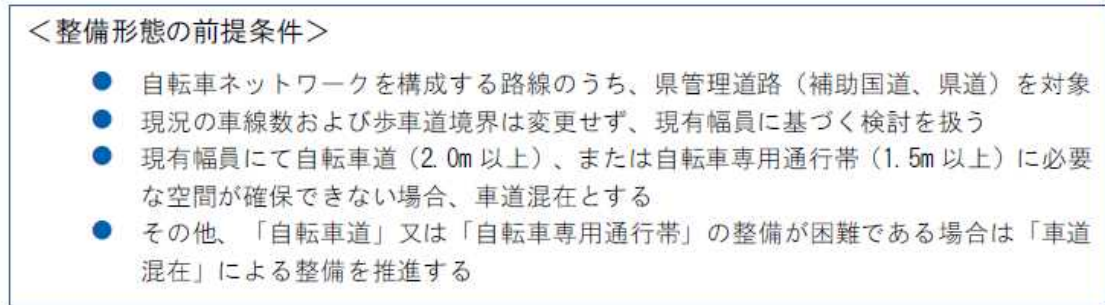 ＜整備形態の前提条件＞
● 自転車ネットワークを構成する路線のうち、県管理道路（補助国道、県道）を対象
● 現況の車線数および歩車道境界は変更せず、現有幅員に基づく検討を扱う
● 現有幅員にて自転車道（2.0m 以上）、または自転車専用通行帯（1.5m 以上）に必要
な空間が確保できない場合、車道混在とする
● その他、「自転車道」又は「自転車専用通行帯」の整備が困難である場合は「車道
混在」による整備を推進する